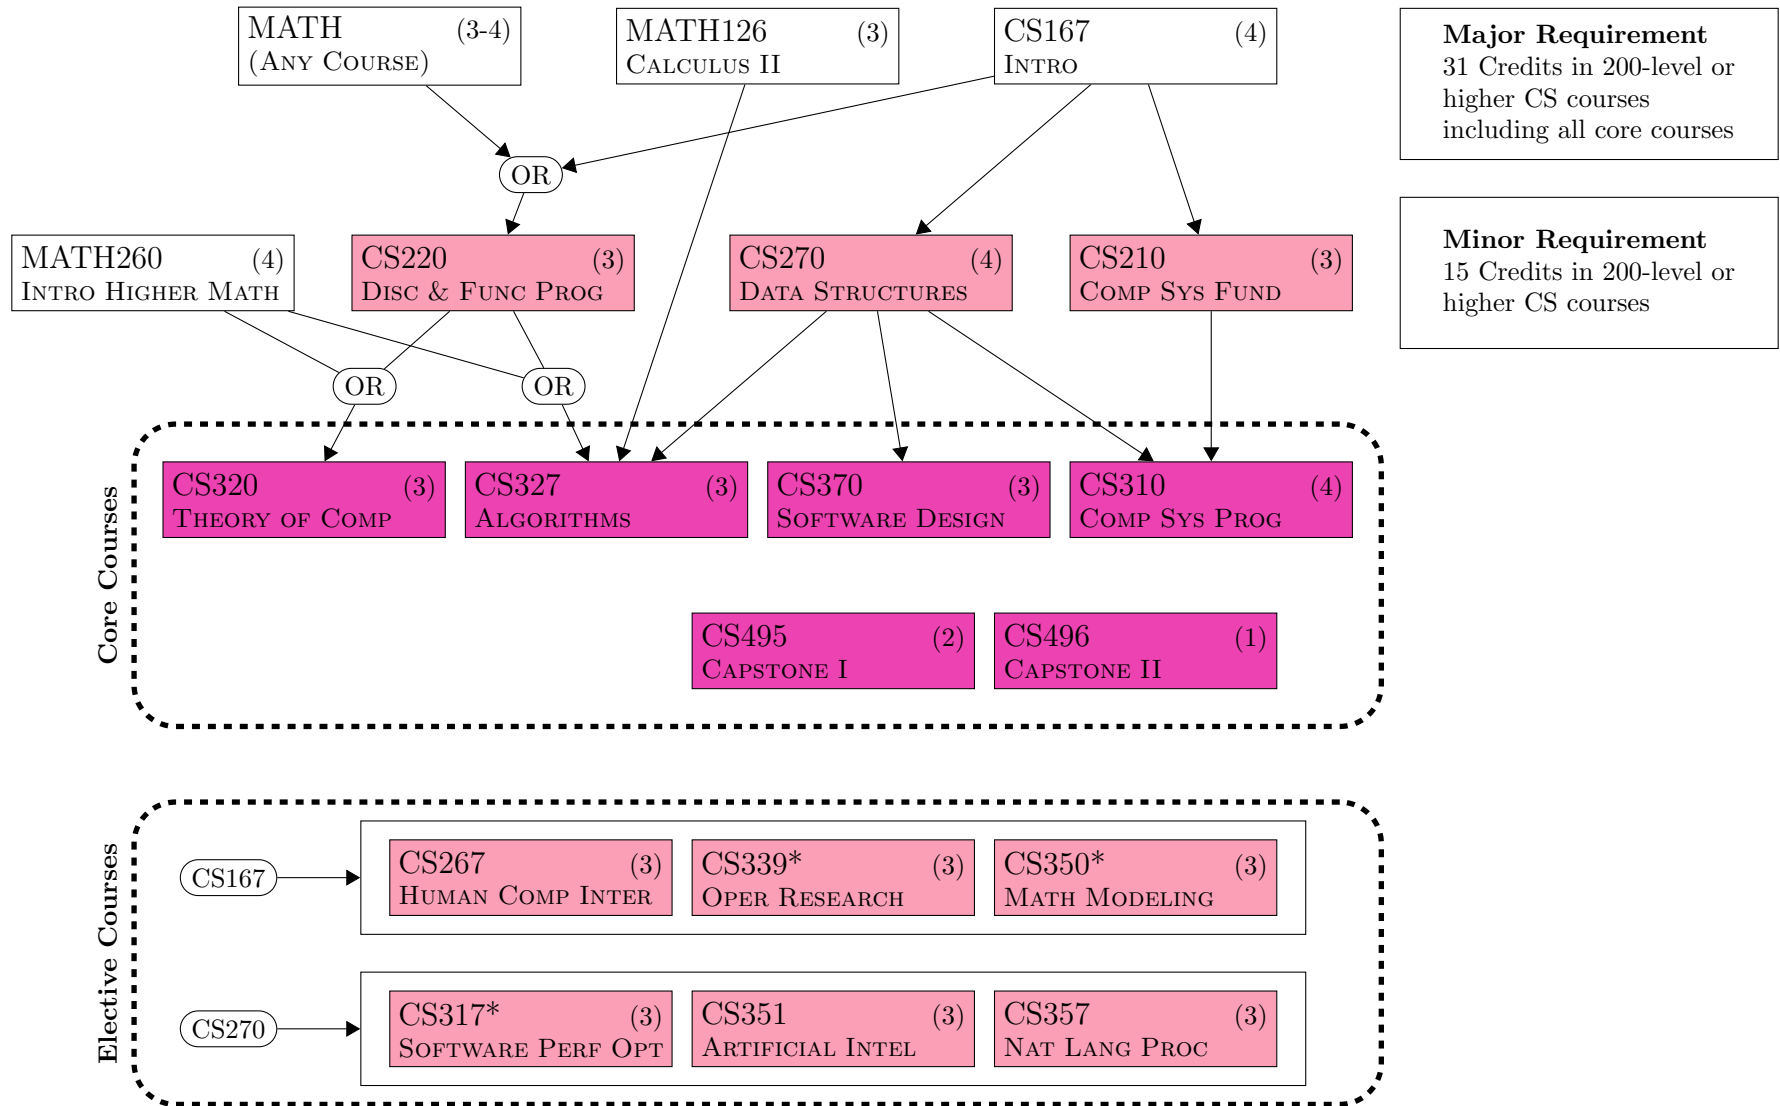 MATH (3-4)
(Any Course)
MATH126 (3)
Calculus II
CS167 (4)
Intro
Major Requirement
31 Credits in 200-level or
higher CS courses
including all core courses
OR
Minor Requirement
15 Credits in 200-level or
higher CS courses
MATH260 (4)
Intro Higher Math
CS220 (3)
Disc & Func Prog
CS270 (4)
Data Structures
CS210 (3)
Comp Sys Fund
OR
OR
Core Courses
CS320 (3)
Theory of Comp
CS327 (3)
Algorithms
CS370 (3)
Software Design
CS310 (4)
Comp Sys Prog
CS495 (2)
Capstone I
CS496 (1)
Capstone II
Elective Courses
CS167
CS267 (3)
Human Comp Inter
CS339* (3)
Oper Research
CS350* (3)
Math Modeling
CS270
CS317* (3)
Software Perf Opt
CS351 (3)
Artificial Intel
CS357 (3)
Nat Lang Proc